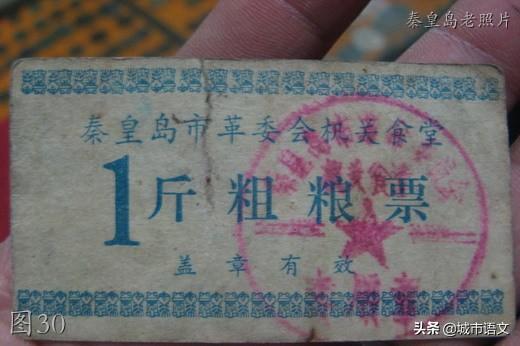 秦皇岛老照片
秦皇岛市革委会机关食堂
1斤粗粮票
盖章有效
图30
头条@城市语文